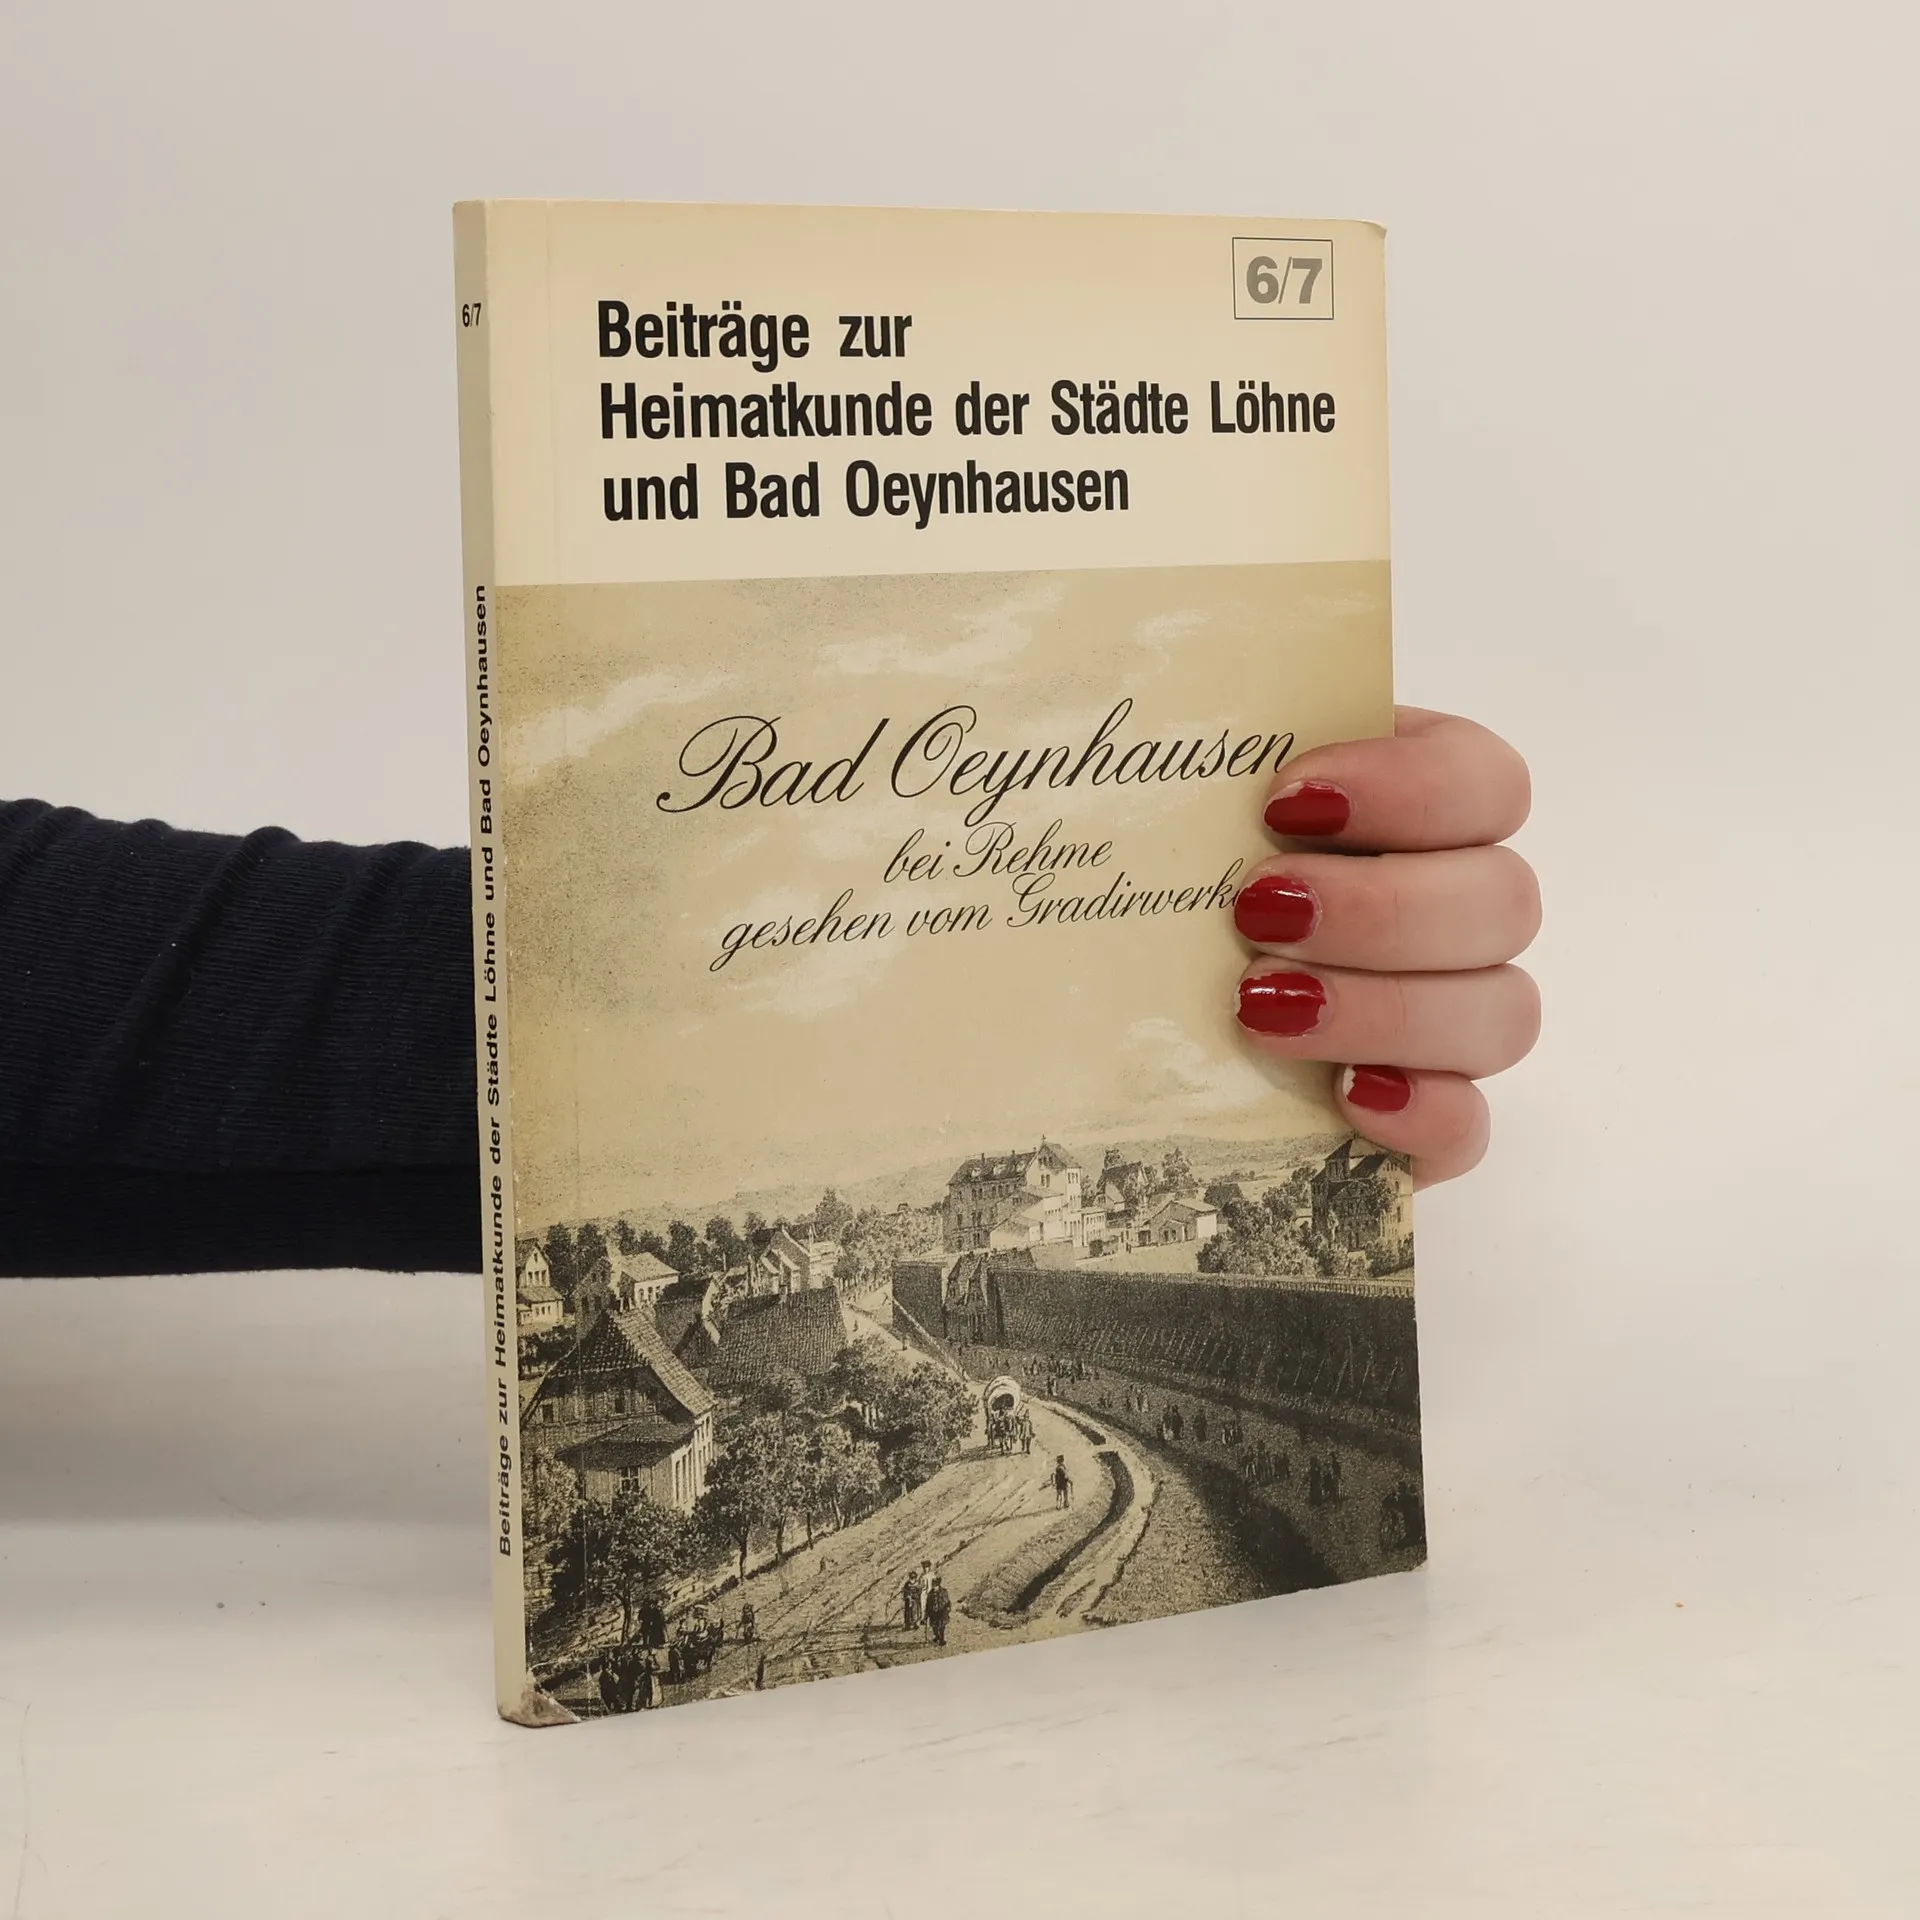 6/7
Beiträge zur
Heimatkunde der Städte Löhne
und Bad Oeynhausen
Bad Oeynhausen
bei Rehme
gesehen vom
6/7
Beiträge zur Heimatkunde der Städte Löhne und Bad Oeynhausen